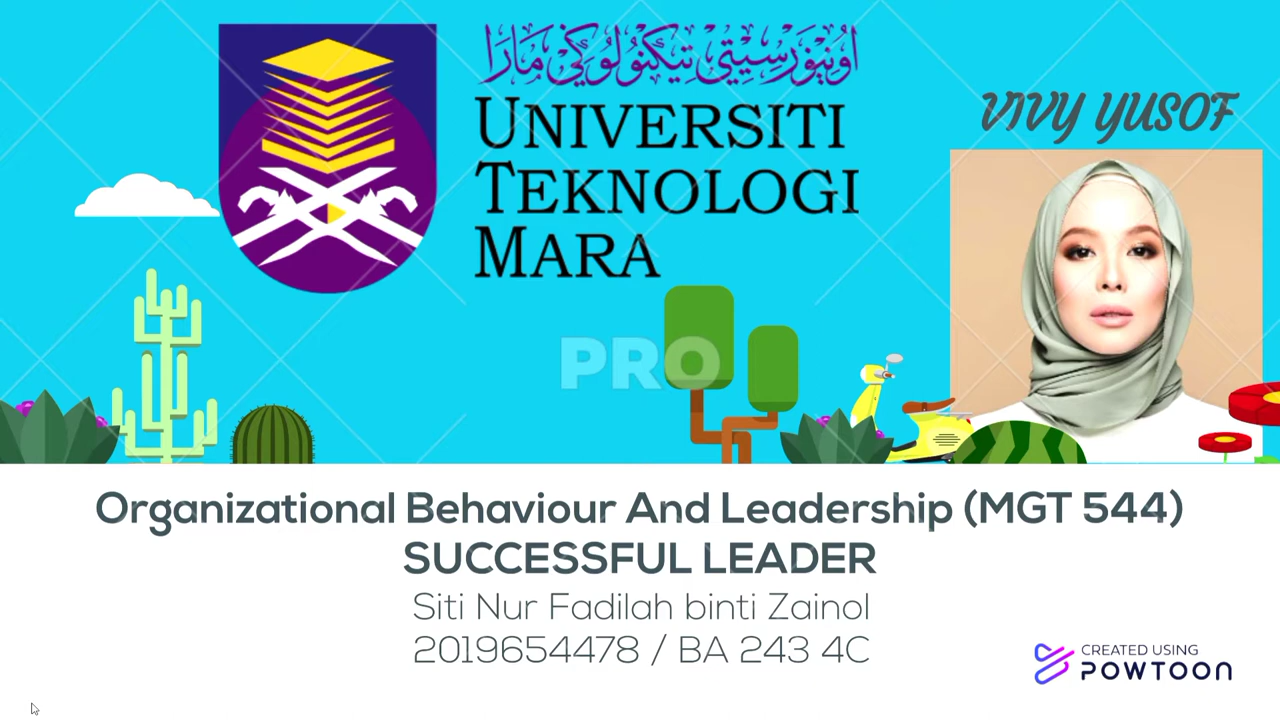 اونيۏرسيتي تيكنولوڬي مارا
UNIVERSITI
TEKNOLOGI
MARA
VIVY YUSOF
PRO
Organizational Behaviour And Leadership (MGT 544)
SUCCESSFUL LEADER
Siti Nur Fadilah binti Zainol
2019654478 / BA 243 4C
CREATED USING
POWTOON